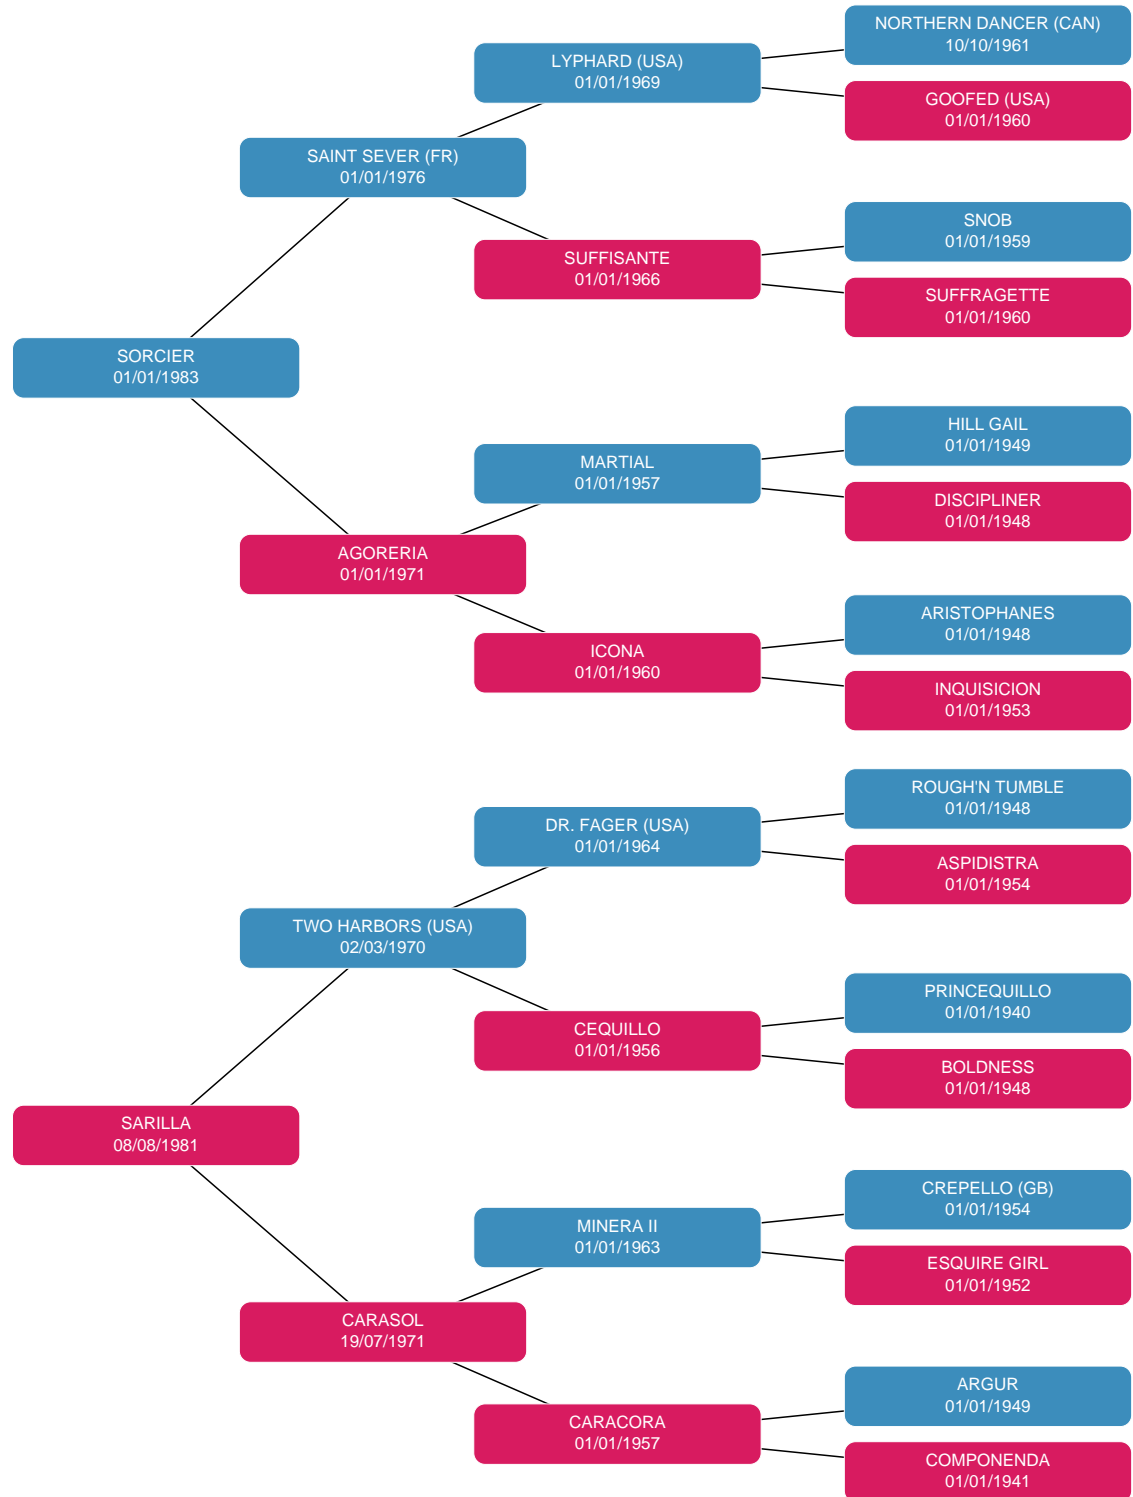 NORTHERN DANCER (CAN)
10/10/1961
LYPHARD (USA)
01/01/1969
GOOFED (USA)
01/01/1960
SAINT SEVER (FR)
01/01/1976
SNOB
01/01/1959
SUFFISANTE
01/01/1966
SUFFRAGETTE
01/01/1960
SORCIER
01/01/1983
HILL GAIL
01/01/1949
MARTIAL
01/01/1957
DISCIPLINER
01/01/1948
AGORERIA
01/01/1971
ARISTOPHANES
01/01/1948
ICONA
01/01/1960
INQUISICION
01/01/1953
ROUGH'N TUMBLE
01/01/1948
DR. FAGER (USA)
01/01/1964
ASPIDISTRA
01/01/1954
TWO HARBORS (USA)
02/03/1970
PRINCEQUILLO
01/01/1940
CEQUILLO
01/01/1956
BOLDNESS
01/01/1948
SARILLA
08/08/1981
CREPELLO (GB)
01/01/1954
MINERA II
01/01/1963
ESQUIRE GIRL
01/01/1952
CARASOL
19/07/1971
ARGUR
01/01/1949
CARACORA
01/01/1957
COMPONENDA
01/01/1941